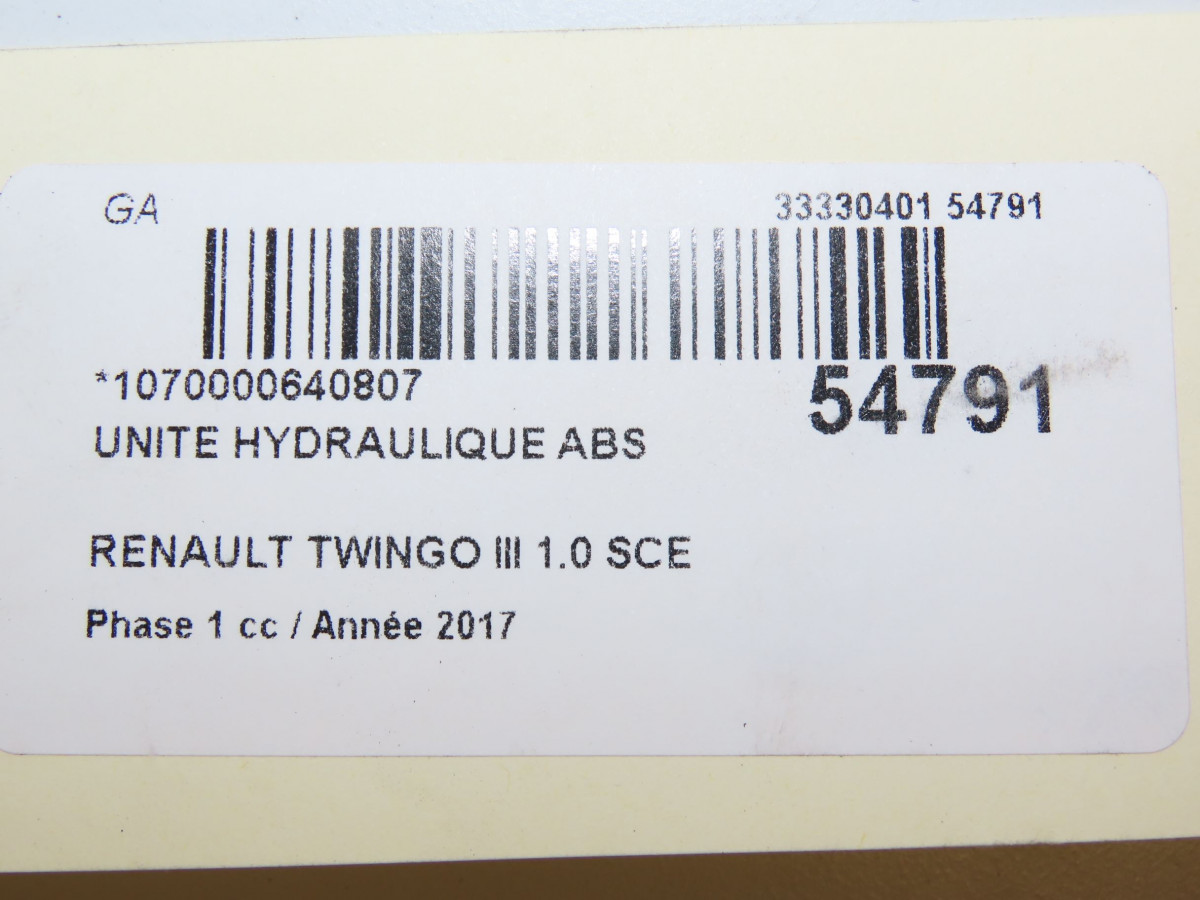 GA 33330401 54791
*1070000640807
54791
UNITE HYDRAULIQUE ABS
RENAULT TWINGO III 1.0 SCE
Phase 1 cc / Année 2017